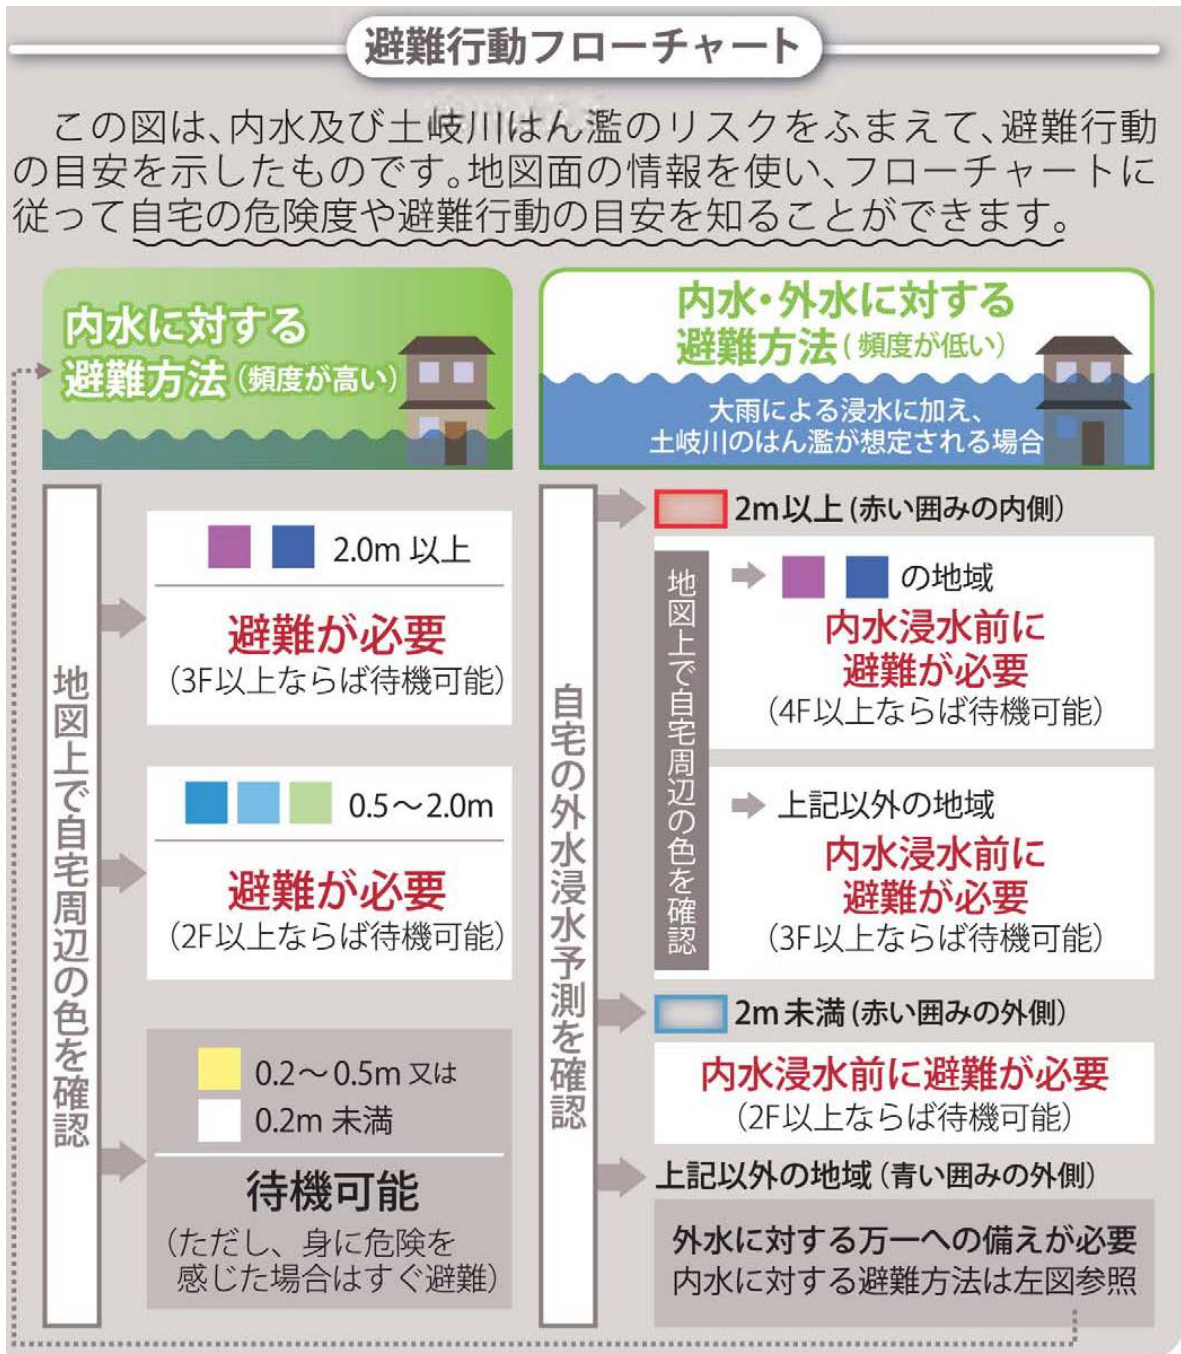 避難行動フローチャート
この図は、内水及び土岐川はん濫のリスクをふまえて、避難行動
の目安を示したものです。地図面の情報を使い、フローチャートに
従って自宅の危険度や避難行動の目安を知ることができます。
内水に対する
避難方法(頻度が高い)
地図上で自宅周辺の色を確認
2.0m 以上
避難が必要
(3F以上ならば待機可能)
0.5～2.0m
避難が必要
(2F以上ならば待機可能)
0.2～0.5m 又は
0.2m 未満
待機可能
(ただし、身に危険を
感じた場合はすぐ避難)
内水・外水に対する
避難方法(頻度が低い)
大雨による浸水に加え、
土岐川のはん濫が想定される場合
自宅の外水浸水予測を確認
2m以上(赤い囲みの内側)
地図上で自宅周辺の色を確認
の地域
内水浸水前に
避難が必要
(4F以上ならば待機可能)
上記以外の地域
内水浸水前に
避難が必要
(3F以上ならば待機可能)
2m未満(赤い囲みの外側)
内水浸水前に避難が必要
(2F以上ならば待機可能)
上記以外の地域(青い囲みの外側)
外水に対する万一への備えが必要
内水に対する避難方法は左図参照